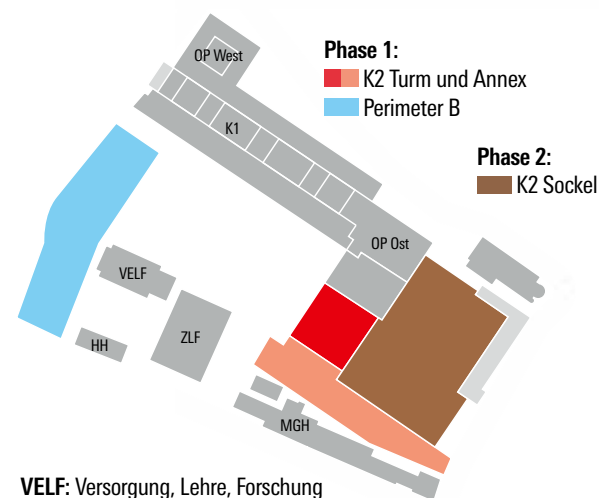 OP West
Phase 1:
K2 Turm und Annex
Perimeter B
K1
Phase 2:
K2 Sockel
OP Ost
VELF
HH
ZLF
MGH
VELF: Versorgung, Lehre, Forschung